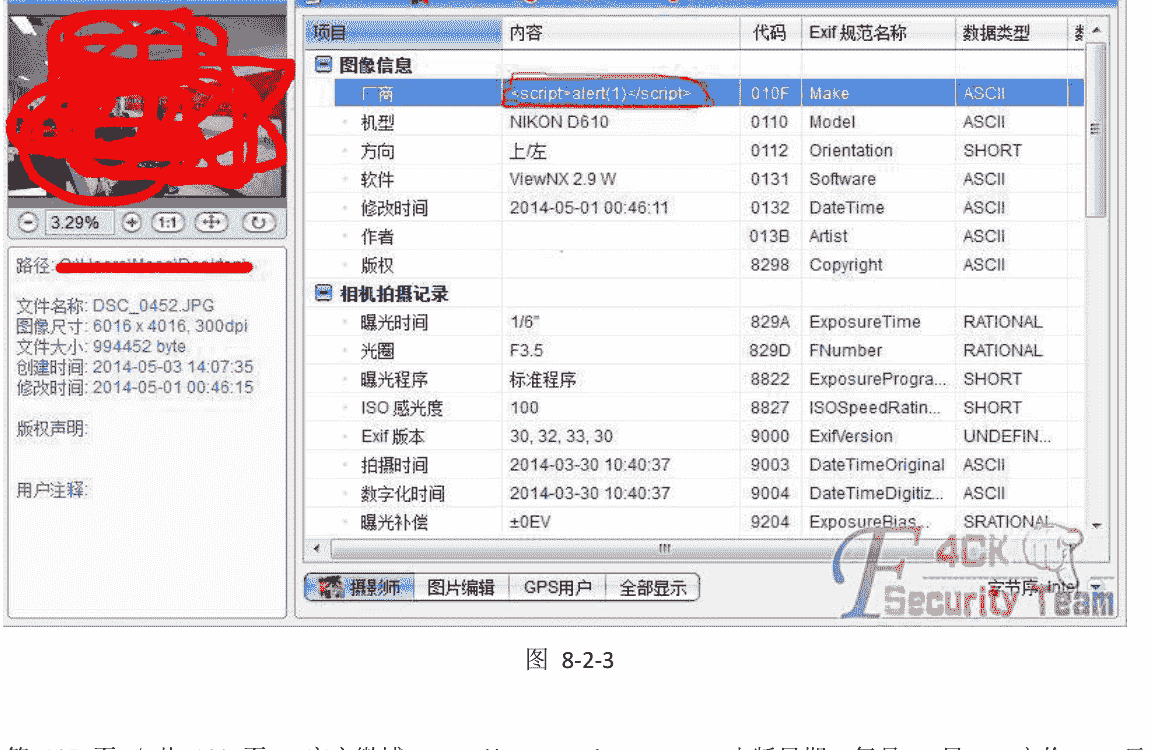 项目 内容 代码 Exif 规范名称 数据类型
图像信息
厂商 <script>alert(1)</script> 010F Make ASCII
机型 NIKON D610 0110 Model ASCII
方向 上/左 0112 Orientation SHORT
软件 ViewNX 2.9 W 0131 Software ASCII
修改时间 2014-05-01 00:46:11 0132 DateTime ASCII
作者 013B Artist ASCII
版权 8298 Copyright ASCII
相机拍摄记录
曝光时间 1/6" 829A ExposureTime RATIONAL
光圈 F3.5 829D FNumber RATIONAL
曝光程序 标准程序 8822 ExposureProgra... SHORT
ISO 感光度 100 8827 ISOSpeedRatin... SHORT
Exif 版本 30, 32, 33, 30 9000 ExifVersion UNDEFIN...
拍摄时间 2014-03-30 10:40:37 9003 DateTimeOriginal ASCII
数字化时间 2014-03-30 10:40:37 9004 DateTimeDigitiz... ASCII
曝光补偿 ±0EV 9204 ExposureBias... SRATIONAL
3.29% 1:1
路径:
文件名称: DSC_0452.JPG
图像尺寸: 6016 x 4016, 300dpi
文件大小: 994452 byte
创建时间: 2014-05-03 14:07:35
修改时间: 2014-05-01 00:46:15
版权声明:
用户注释:
摄影师 图片编辑 GPS用户 全部显示
字节序: Intel
F4CK
Security Team
图 8-2-3